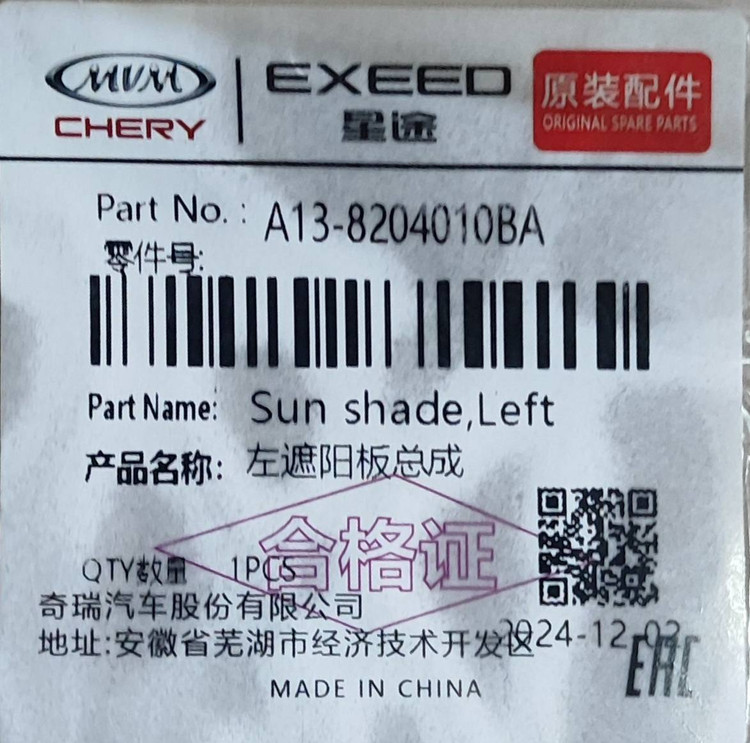 MVM
CHERY
EXEED
星途
原装配件
ORIGINAL SPARE PARTS
Part No.: A13-8204010BA
零件号:
Part Name: Sun shade,Left
产品名称: 左遮阳板总成
合格证
QTY数量 1PCS
奇瑞汽车股份有限公司
地址:安徽省芜湖市经济技术开发区
2024-12-02
EAC
MADE IN CHINA